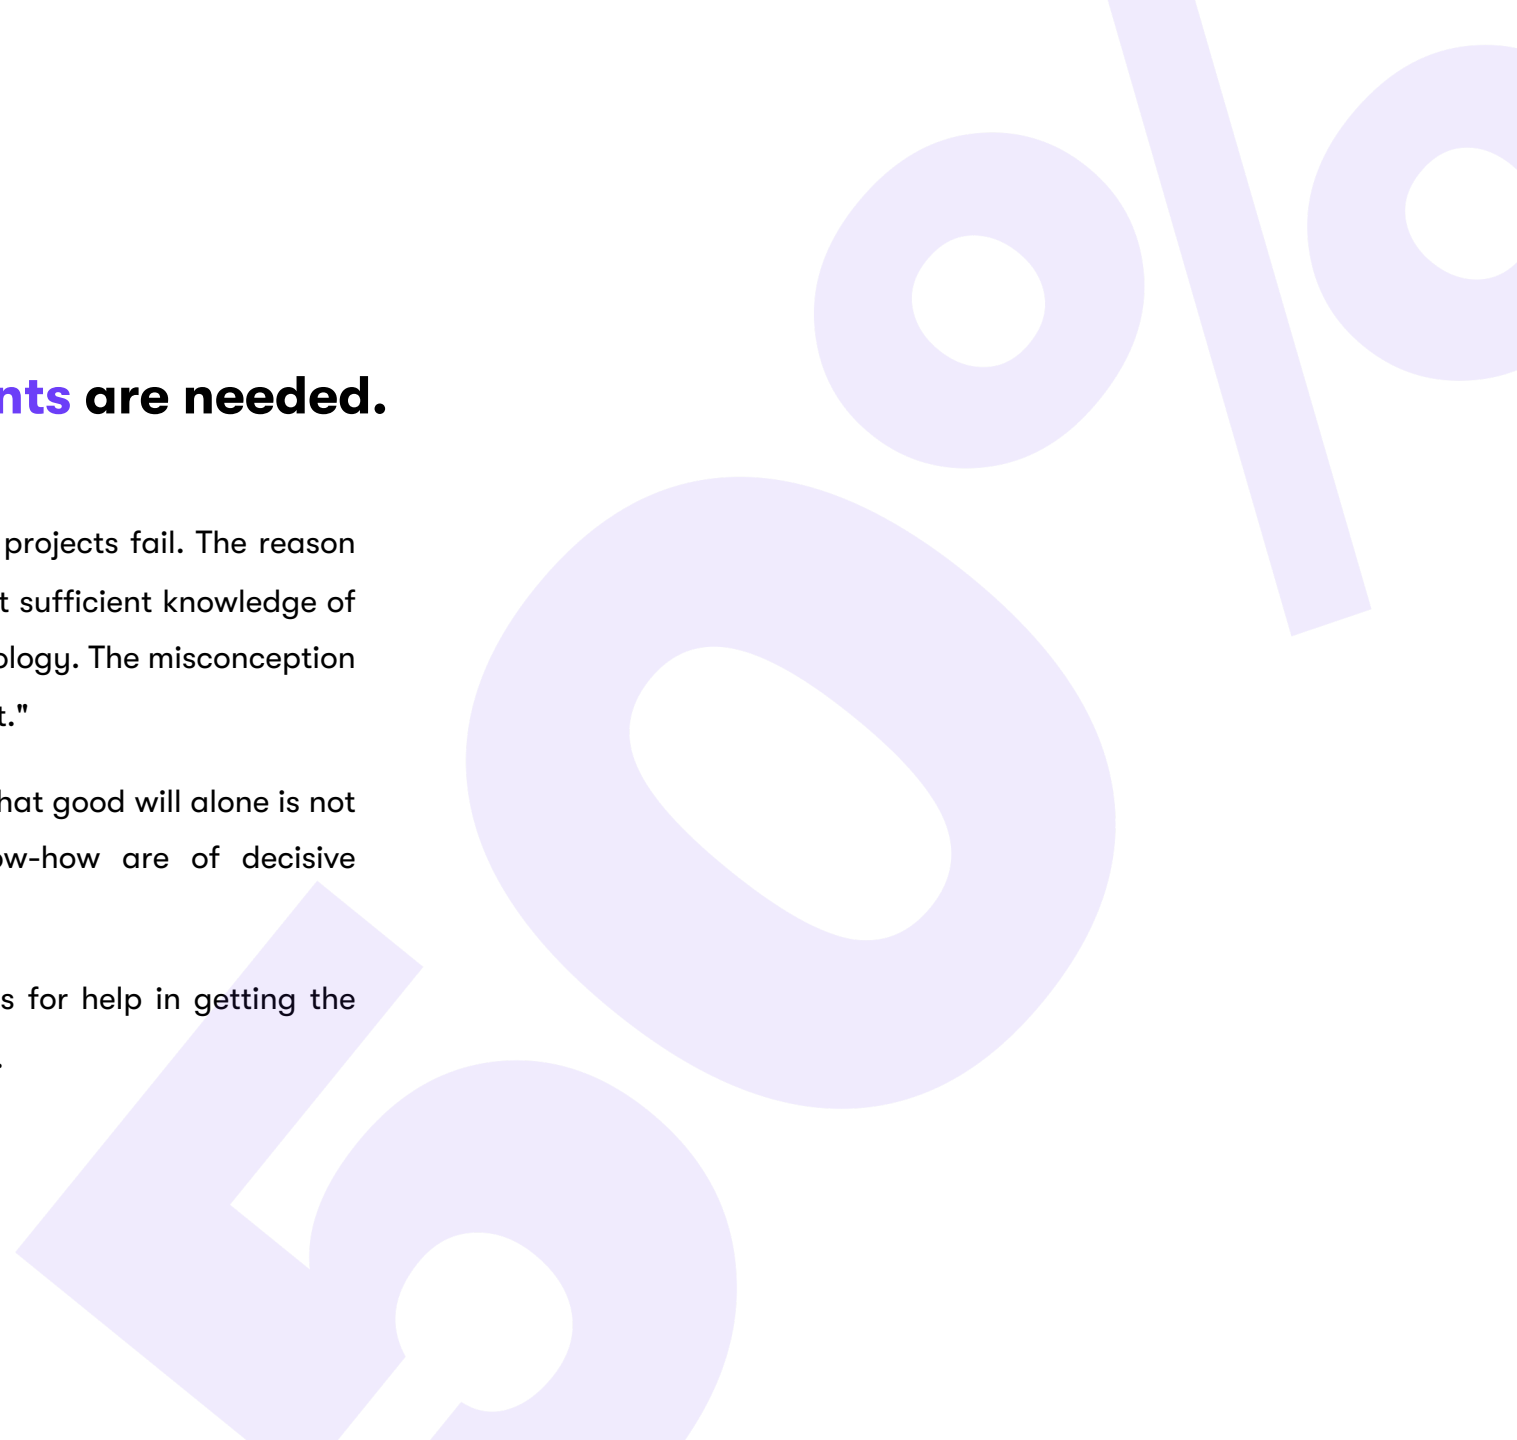 nts are needed.
projects fail. The reason
t sufficient knowledge of
ology. The misconception
t."
hat good will alone is not
ow-how are of decisive
s for help in getting the
.
50%